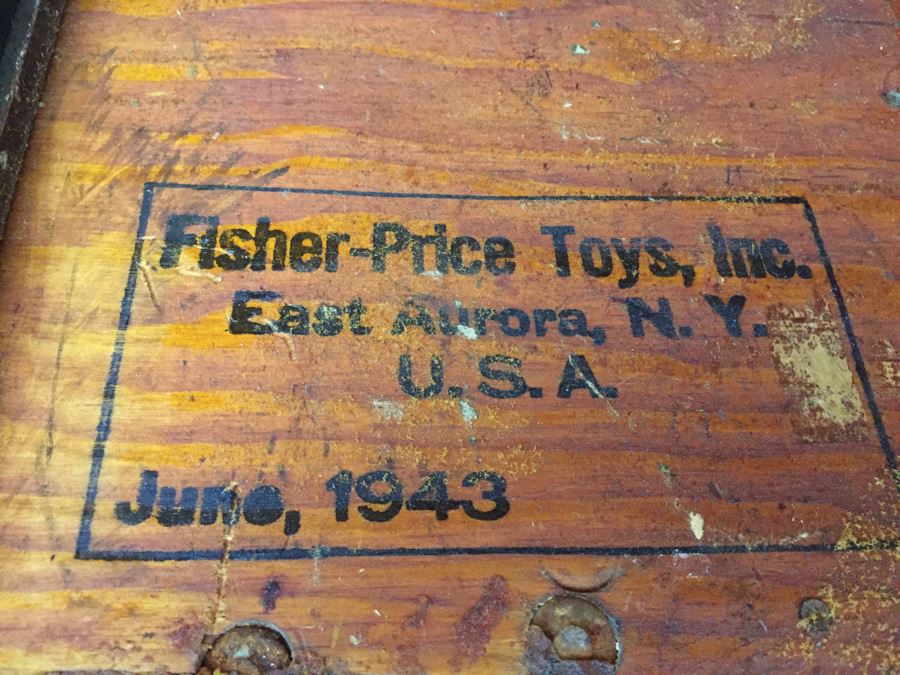 Fisher-Price Toys, Inc.
East Aurora, N. Y.
U. S. A.
June, 1943